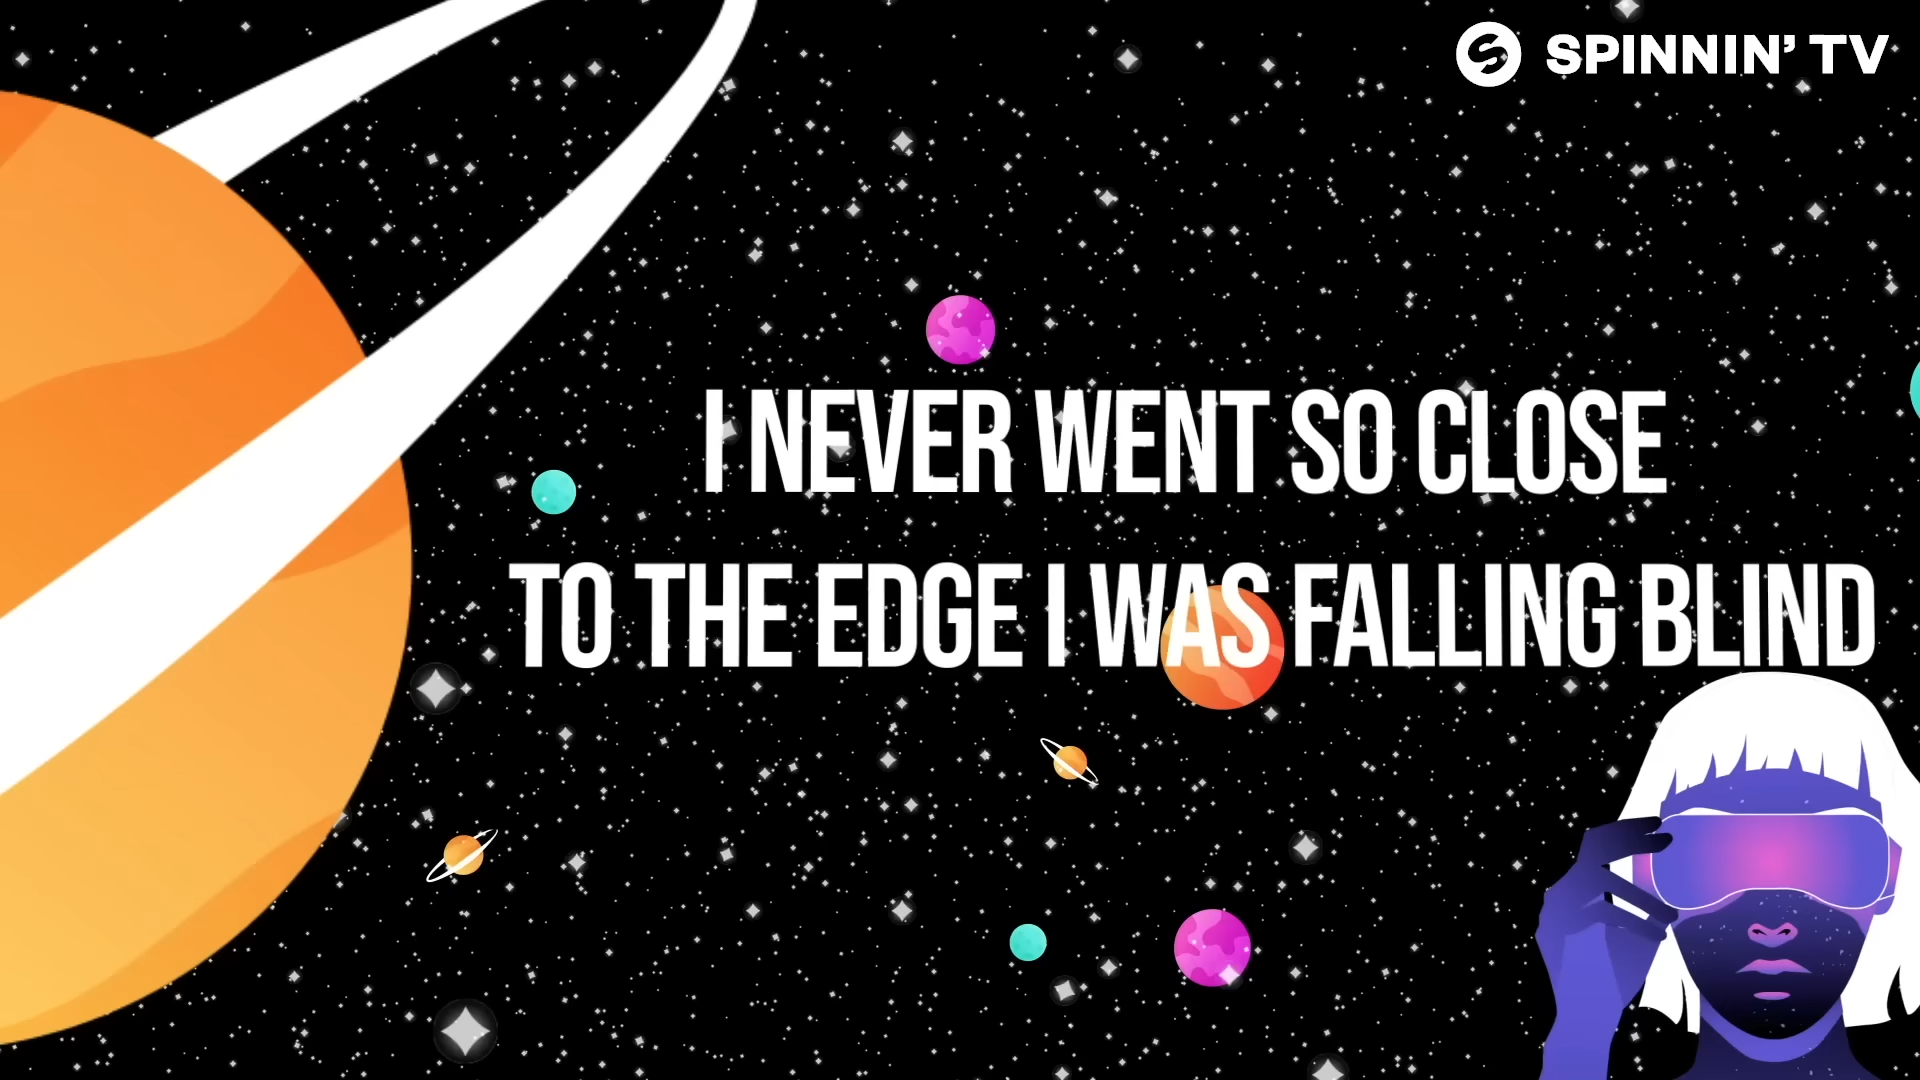 SPINNIN' TV
I NEVER WENT SO CLOSE
TO THE EDGE I WAS FALLING BLIND